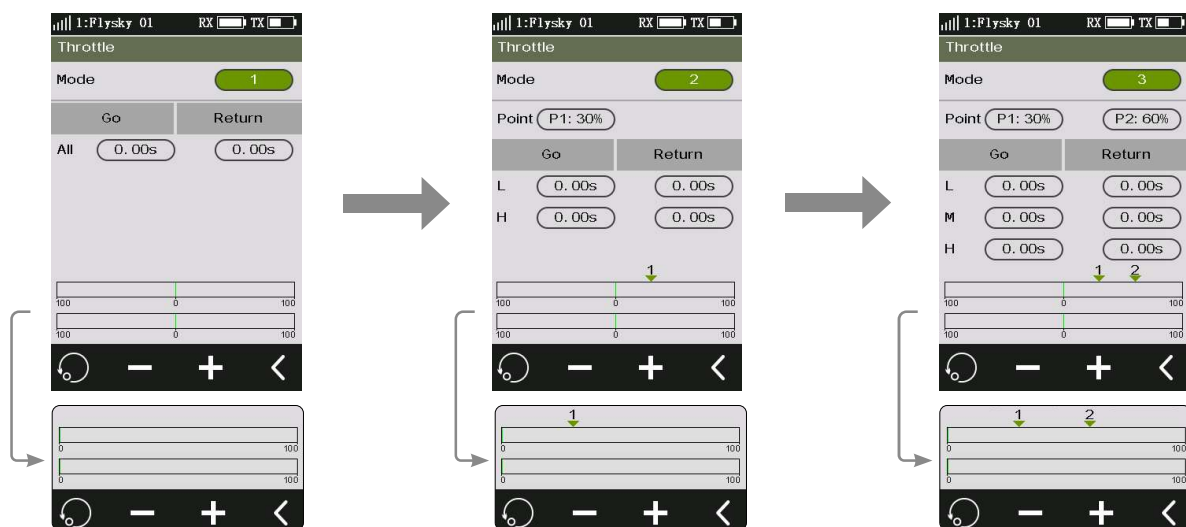 1:Flysky 01 RX TX
Throttle
Mode 1
Go Return
All 0.00s 0.00s
100 0 100
100 0 100
0 100
0 100
1:Flysky 01 RX TX
Throttle
Mode 2
Point P1: 30%
Go Return
L 0.00s 0.00s
H 0.00s 0.00s
1
100 0 100
100 0 100
1
0 100
0 100
1:Flysky 01 RX TX
Throttle
Mode 3
Point P1: 30% P2: 60%
Go Return
L 0.00s 0.00s
M 0.00s 0.00s
H 0.00s 0.00s
1 2
100 0 100
100 0 100
1 2
0 100
0 100